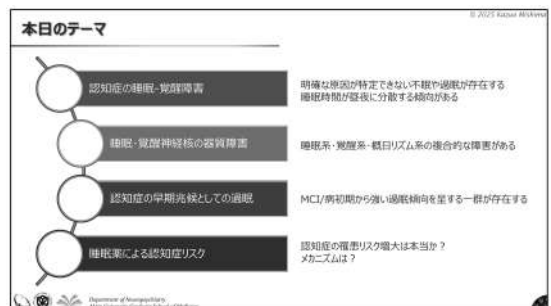 © 2025 Kazuo Mishima
本日のテーマ
認知症の睡眠-覚醒障害
明確な原因が特定できない不眠や過眠が存在する
睡眠時間が昼夜に分散する傾向がある
睡眠・覚醒神経核の器質障害
睡眠系・覚醒系・概日リズム系の複合的な障害がある
認知症の早期兆候としての過眠
MCI/病初期から強い過眠傾向を呈する一群が存在する
睡眠薬による認知症リスク
認知症の罹患リスク増大は本当か？
メカニズムは？
Department of Neuropsychiatry